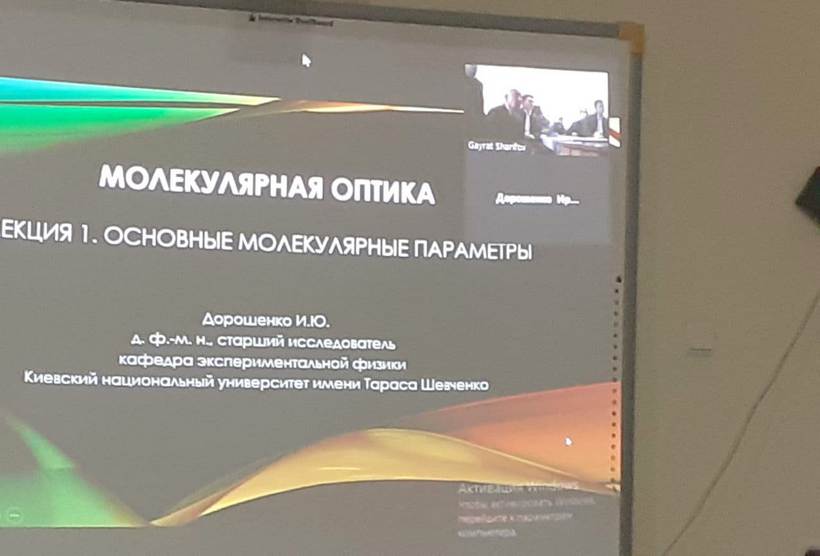 Interactive Dualboard
Gayrat Sharifov
МОЛЕКУЛЯРНАЯ ОПТИКА
Дорошенко Ир...
ЕКЦИЯ 1. ОСНОВНЫЕ МОЛЕКУЛЯРНЫЕ ПАРАМЕТРЫ
Дорошенко И.Ю.
д. ф.-м. н., старший исследователь
кафедра экспериментальной физики
Киевский национальный университет имени Тараса Шевченко
Активация Windows
Чтобы активировать Windows,
перейдите к параметрам
компьютера.